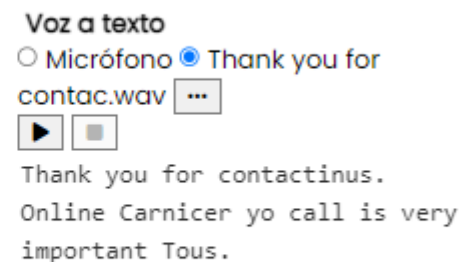 Voz a texto
Micrófono Thank you for
contac.wav ...
Thank you for contactinus.
Online Carnicer yo call is very
important Tous.